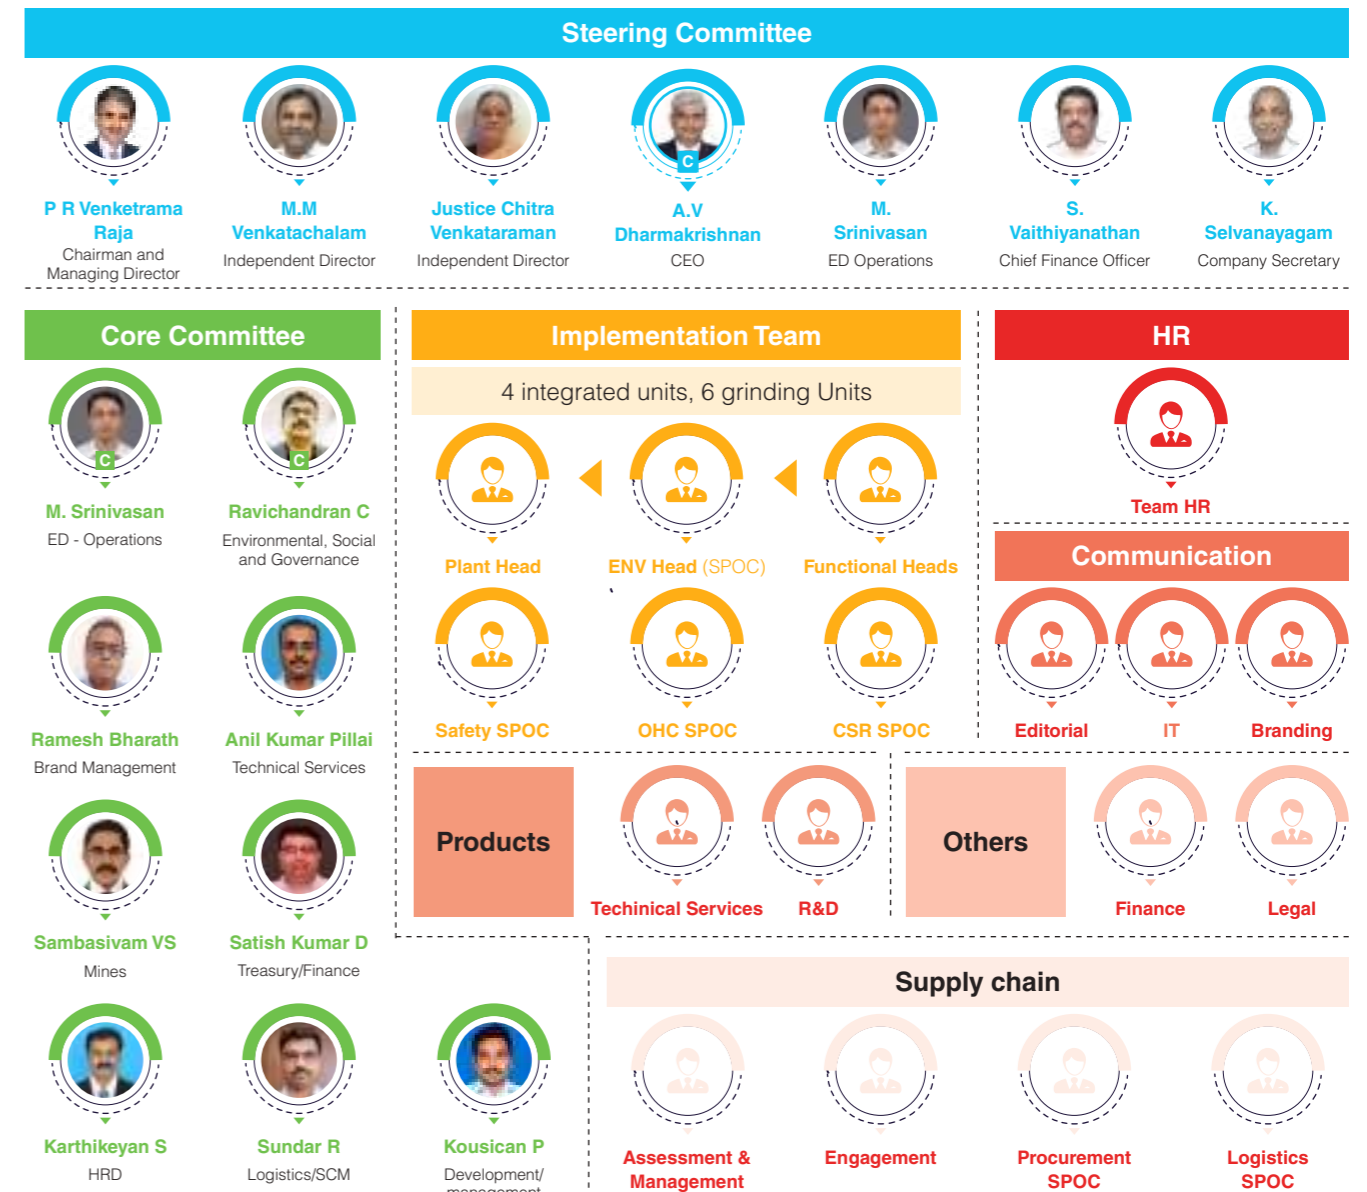 Steering Committee
C
P R Venketrama
Raja
Chairman and
Managing Director
M.M
Venkatachalam
Independent Director
Justice Chitra
Venkataraman
Independent Director
A.V
Dharmakrishnan
CEO
M.
Srinivasan
ED Operations
S.
Vaithiyanathan
Chief Finance Officer
K.
Selvanayagam
Company Secretary
Core Committee
C
M. Srinivasan
ED - Operations
C
Ravichandran C
Environmental, Social
and Governance
Ramesh Bharath
Brand Management
Anil Kumar Pillai
Technical Services
Sambasivam VS
Mines
Satish Kumar D
Treasury/Finance
Karthikeyan S
HRD
Sundar R
Logistics/SCM
Kousican P
Development/
management
Implementation Team
4 integrated units, 6 grinding Units
Plant Head
ENV Head (SPOC)
Functional Heads
Safety SPOC
OHC SPOC
CSR SPOC
HR
Team HR
Communication
Editorial
IT
Branding
Products
Techinical Services
R&D
Others
Finance
Legal
Supply chain
Assessment &
Management
Engagement
Procurement
SPOC
Logistics
SPOC